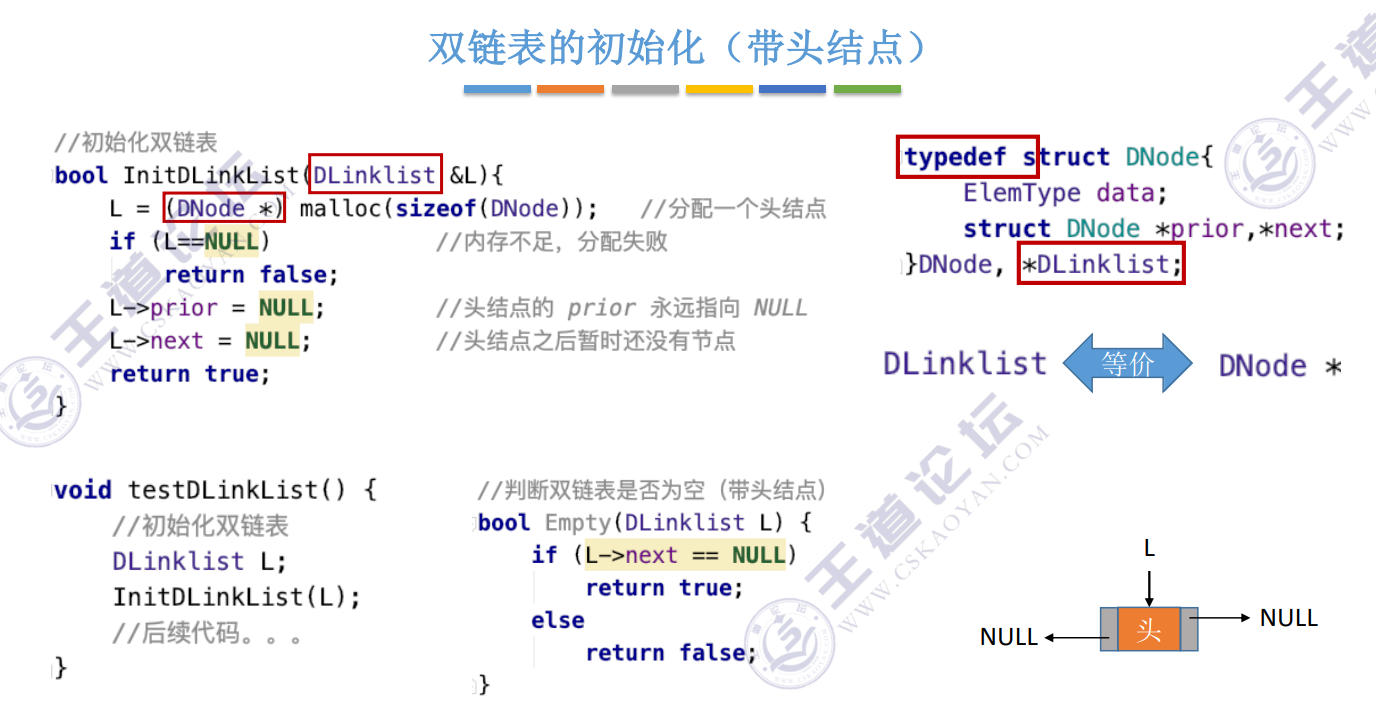 双链表的初始化（带头结点）
//初始化双链表
bool InitDLinkList(DLinklist &L){
L = (DNode *) malloc(sizeof(DNode)); //分配一个头结点
if (L==NULL) //内存不足，分配失败
return false;
L->prior = NULL; //头结点的 prior 永远指向 NULL
L->next = NULL; //头结点之后暂时还没有节点
return true;
}
typedef struct DNode{
ElemType data;
struct DNode *prior,*next;
}DNode, *DLinklist;
DLinklist 等价 DNode *
void testDLinkList() {
//初始化双链表
DLinklist L;
InitDLinkList(L);
//后续代码。。。
}
//判断双链表是否为空（带头结点）
bool Empty(DLinklist L) {
if (L->next == NULL)
return true;
else
return false;
}
L
NULL 头 NULL
王道论坛
WWW.CSKAOYAN.COM
王道论坛
WWW.CSKAOYAN.COM